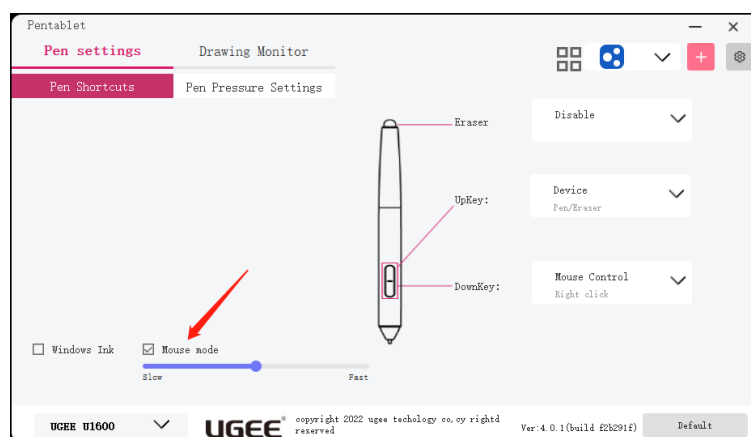 Pentablet
Pen settings
Drawing Monitor
Pen Shortcuts
Pen Pressure Settings
Eraser
Disable
UpKey:
Device
Pen/Eraser
DownKey:
Mouse Control
Right click
Windows Ink
Mouse mode
Slow
Fast
UGEE U1600
UGEE®
copyright 2022 ugee techology co,cy rightd
reserved
Ver:4.0.1(build f2b291f)
Default